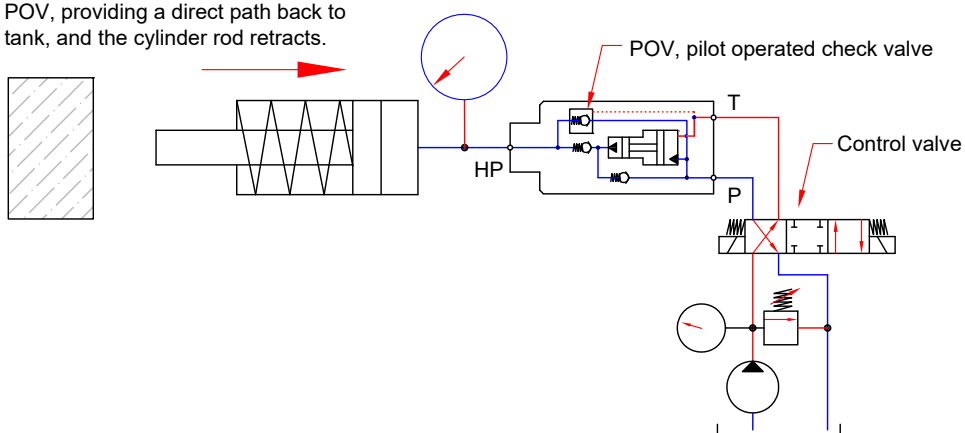 POV, providing a direct path back to
tank, and the cylinder rod retracts.
POV, pilot operated check valve
T
Control valve
HP
P